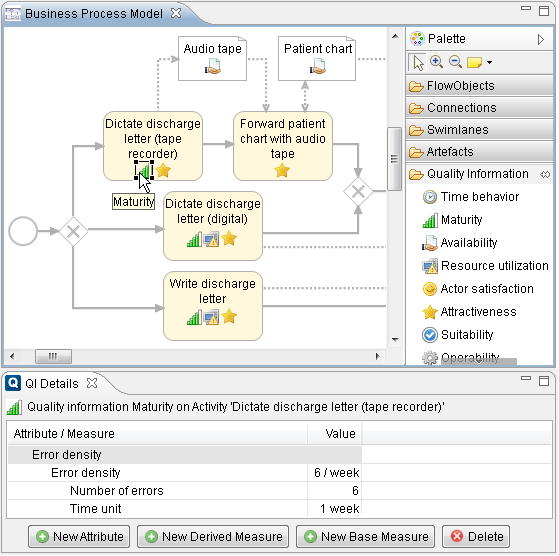 Business Process Model
Audio tape
Patient chart
Dictate discharge
letter (tape
recorder)
Forward patient
chart with audio
tape
Maturity
Dictate discharge
letter (digital)
Write discharge
letter
Palette
FlowObjects
Connections
Swimlanes
Artefacts
Quality Information
Time behavior
Maturity
Availability
Resource utilization
Actor satisfaction
Attractiveness
Suitability
Operability
QI Details
Quality information Maturity on Activity 'Dictate discharge letter (tape recorder)'
Attribute / Measure Value
Error density
Error density 6 / week
Number of errors 6
Time unit 1 week
New Attribute New Derived Measure New Base Measure Delete